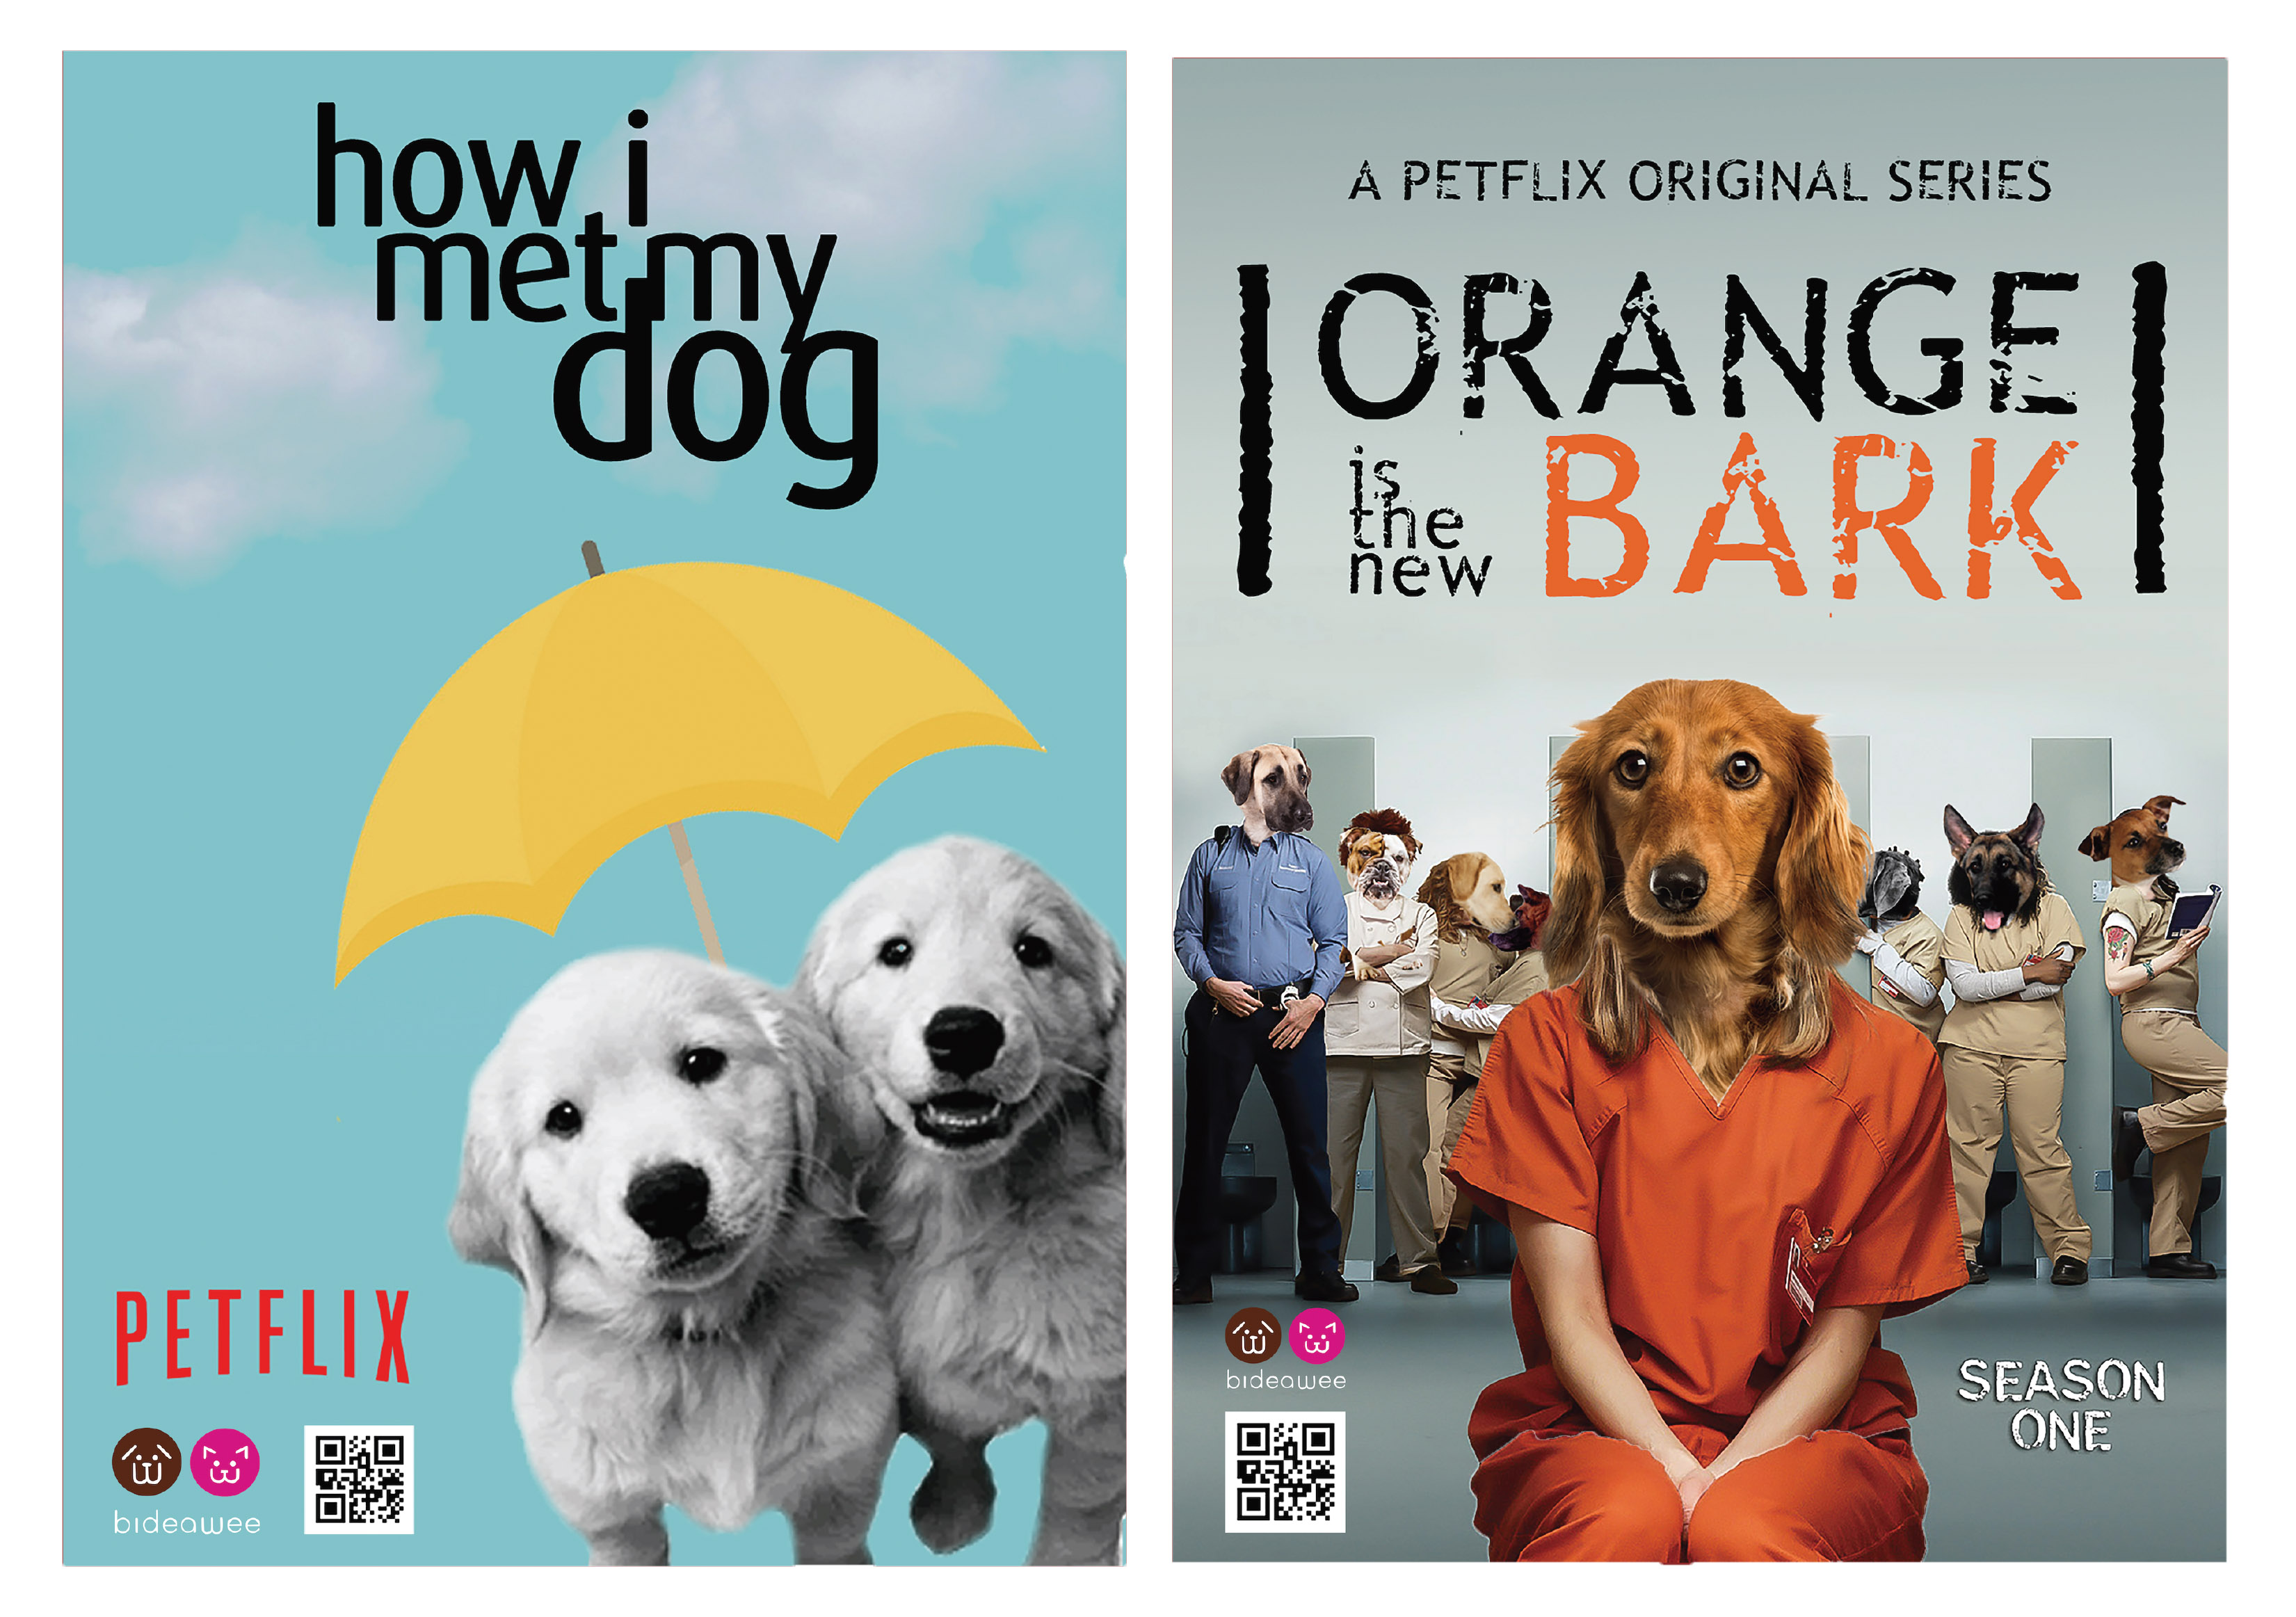 how i
met my
dog
PETFLIX
bideawee
A PETFLIX ORIGINAL SERIES
ORANGE
is
the
new
BARK
bideawee
SEASON
ONE